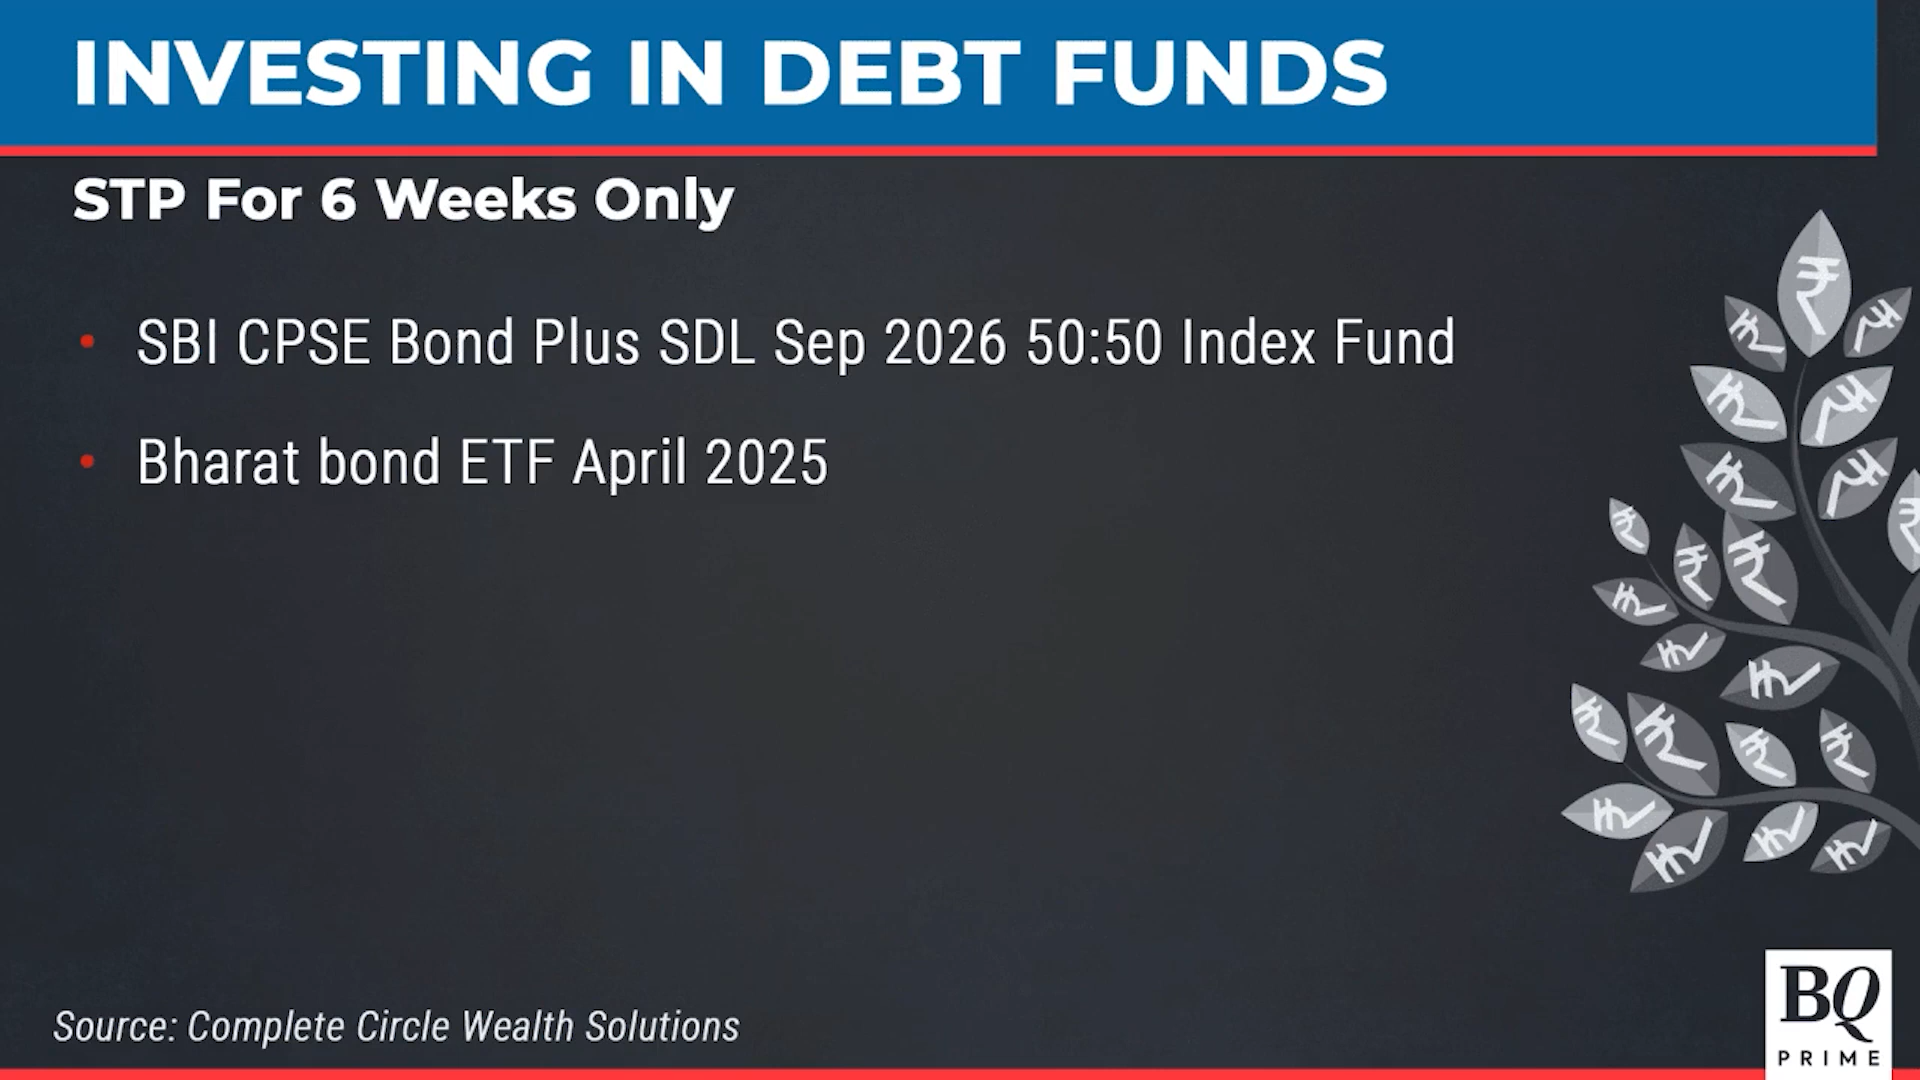 INVESTING IN DEBT FUNDS
STP For 6 Weeks Only
• SBI CPSE Bond Plus SDL Sep 2026 50:50 Index Fund
• Bharat bond ETF April 2025
Source: Complete Circle Wealth Solutions
BQ
PRIME